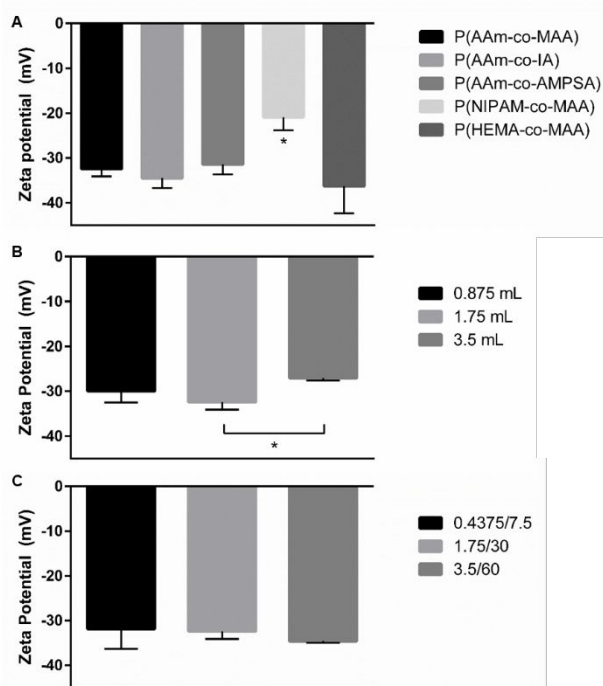 A
Zeta potential (mV)
0
-10
-20
-30
-40
*
P(AAm-co-MAA)
P(AAm-co-IA)
P(AAm-co-AMPSA)
P(NIPAM-co-MAA)
P(HEMA-co-MAA)
B
Zeta Potential (mV)
0
-10
-20
-30
-40
*
0.875 mL
1.75 mL
3.5 mL
C
Zeta Potential (mV)
0
-10
-20
-30
-40
0.4375/7.5
1.75/30
3.5/60